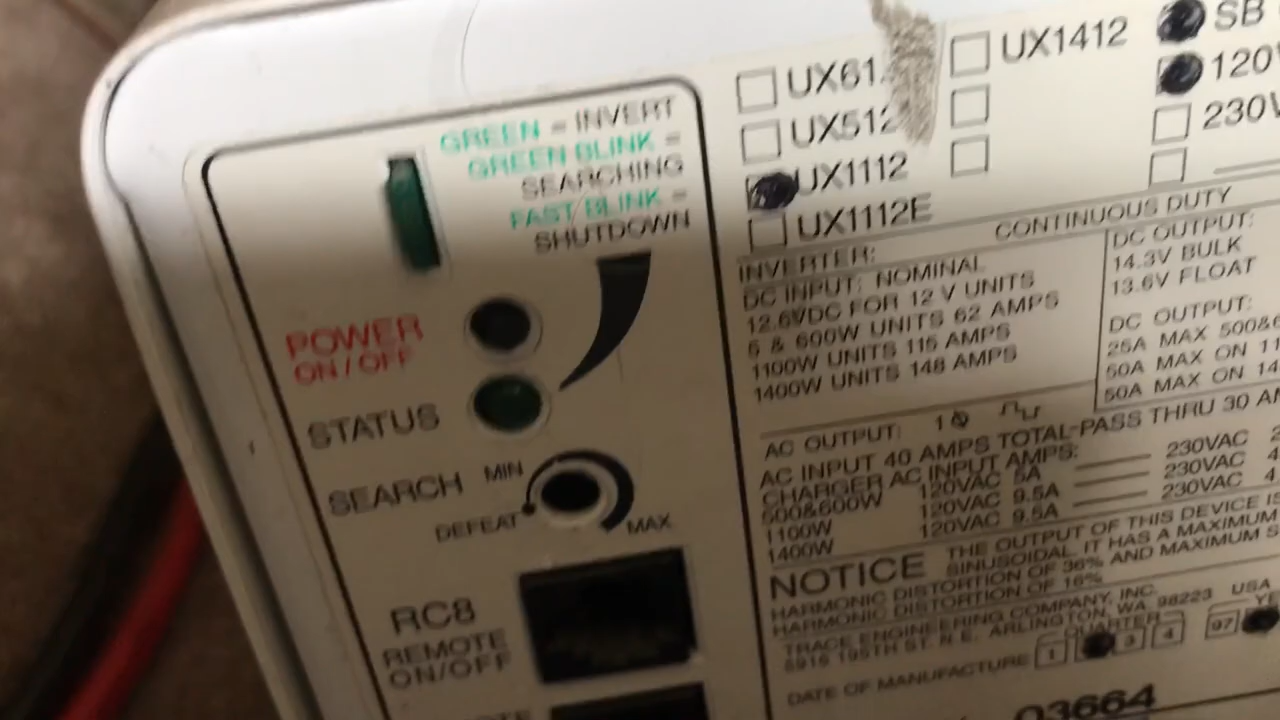 GREEN = INVERT
GREEN BLINK =
SEARCHING
FAST BLINK =
SHUTDOWN
POWER
ON/OFF
STATUS
SEARCH
MIN
DEFEAT
MAX
RC8
REMOTE
ON/OFF
UX61
UX512
UX1112
UX1112E
UX1412
SB
120V
230V
CONTINUOUS DUTY
INVERTER:
DC INPUT: NOMINAL
12.6VDC FOR 12 V UNITS
5 & 600W UNITS 62 AMPS
1100W UNITS 115 AMPS
1400W UNITS 148 AMPS
DC OUTPUT:
14.3V BULK
13.6V FLOAT
DC OUTPUT:
25A MAX 500&6
50A MAX ON 11
50A MAX ON 14
AC OUTPUT: 1
AC INPUT 40 AMPS TOTAL-PASS THRU 30 AM
CHARGER AC INPUT AMPS:
500&600W 120VAC 5A 230VAC 2
1100W 120VAC 9.5A 230VAC 4
1400W 120VAC 9.5A 230VAC 4
NOTICE THE OUTPUT OF THIS DEVICE IS
SINUSOIDAL. IT HAS A MAXIMUM
HARMONIC DISTORTION OF 36% AND MAXIMUM S
HARMONIC DISTORTION OF 16%
TRACE ENGINEERING COMPANY, INC.
5916 195TH ST. N.E. ARLINGTON, WA. 98223 USA
QUARTER YE
DATE OF MANUFACTURE 1 3 4 97
03664